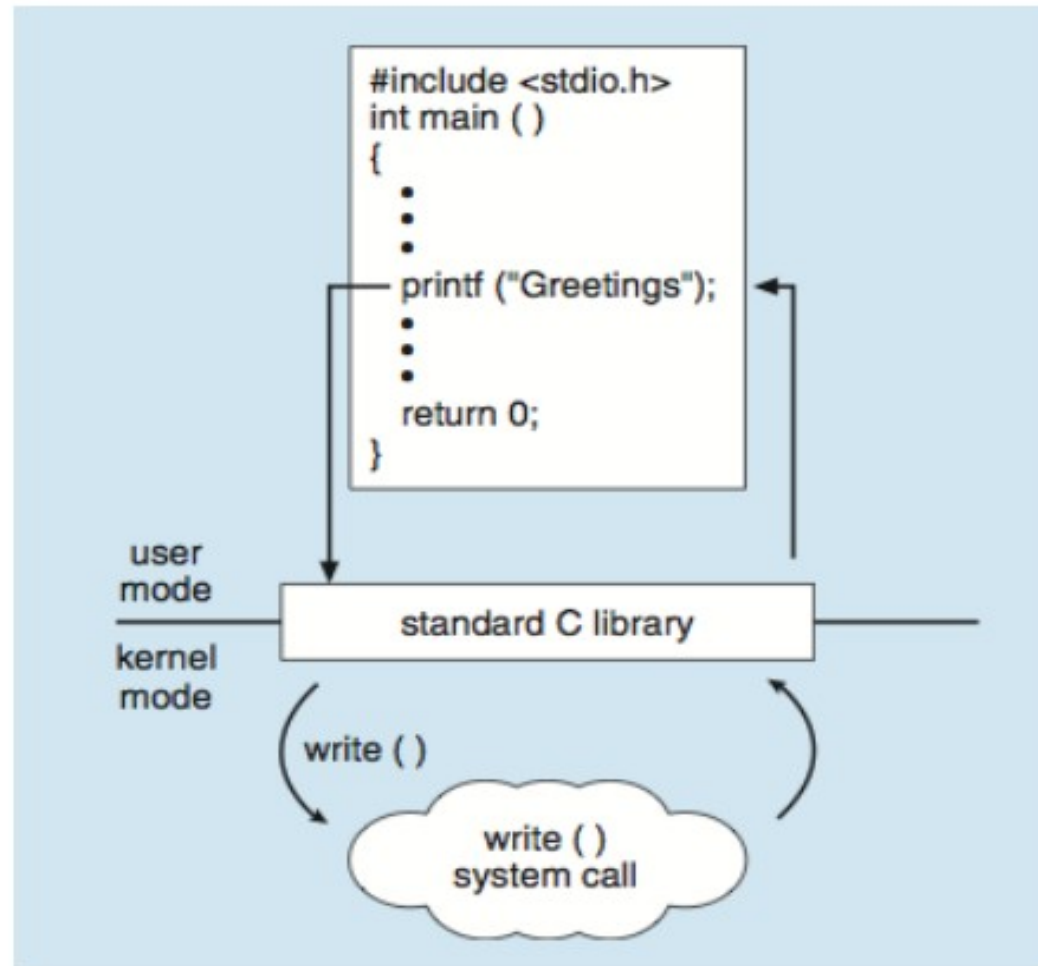 #include <stdio.h>
int main ( )
{
•
•
•
printf ("Greetings");
•
•
•
return 0;
}
user
mode
standard C library
kernel
mode
write ( )
write ( )
system call